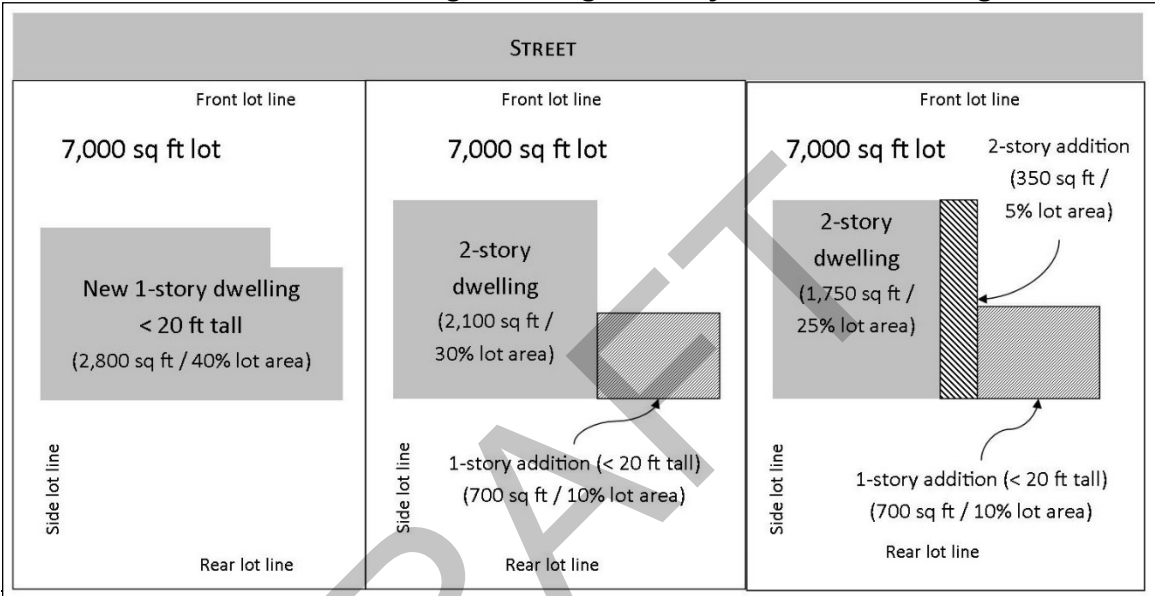 STREET
Front lot line
7,000 sq ft lot
New 1-story dwelling
< 20 ft tall
(2,800 sq ft / 40% lot area)
Side lot line
Rear lot line
Front lot line
7,000 sq ft lot
2-story
dwelling
(2,100 sq ft /
30% lot area)
1-story addition (< 20 ft tall)
(700 sq ft / 10% lot area)
Side lot line
Rear lot line
Front lot line
7,000 sq ft lot
2-story addition
(350 sq ft /
5% lot area)
2-story
dwelling
(1,750 sq ft /
25% lot area)
1-story addition (< 20 ft tall)
(700 sq ft / 10% lot area)
Side lot line
Rear lot line
DRAFT